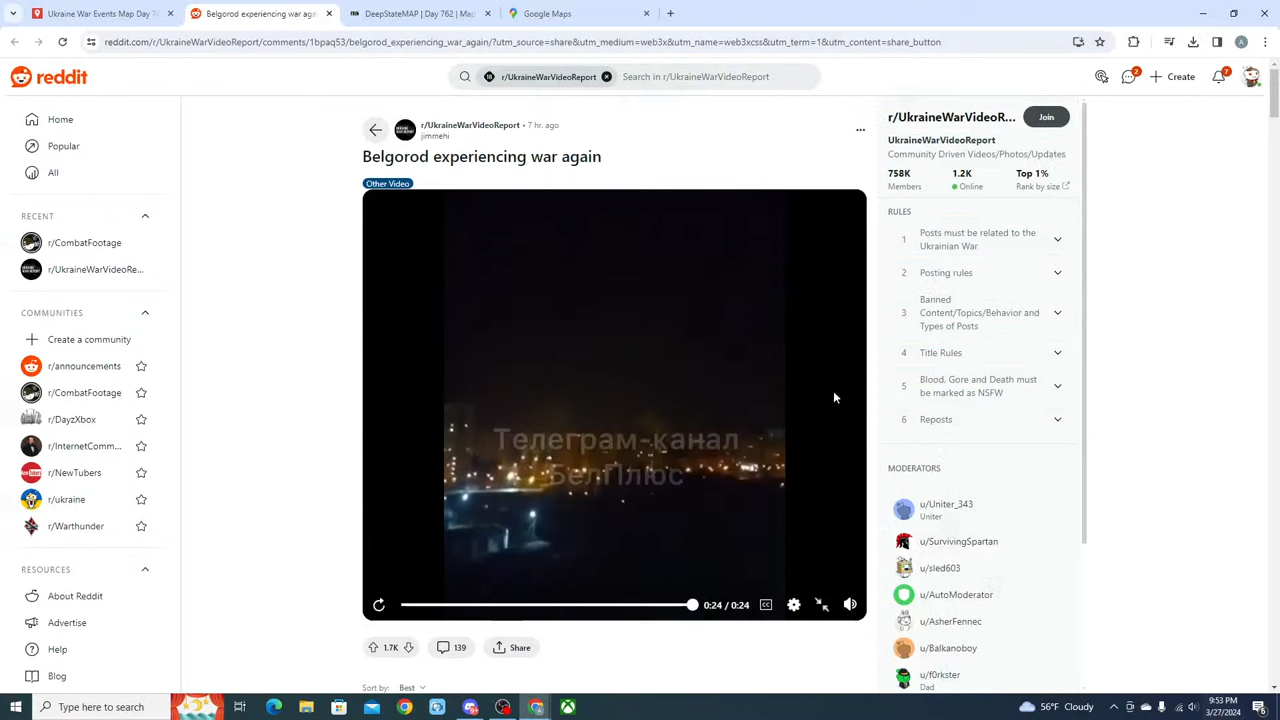 Ukraine War Events Map Day 7
Belgorod experiencing war aga
DeepStateMAP | Day 762 |
Google Maps
reddit.com/r/UkraineWarVideoReport/comments/1bpaq53/belgorod_experiencing_war_again/?utm_source=share&utm_medium=web3x&utm_name=web3xcss&utm_term=1&utm_content=share_button
reddit
r/UkraineWarVideoReport
Search in r/UkraineWarVideoReport
2
Create
7
Home
Popular
All
RECENT
r/CombatFootage
r/UkraineWarVideoRe...
COMMUNITIES
Create a community
r/announcements
r/CombatFootage
r/DayzXbox
r/InternetComm...
r/NewTubers
r/ukraine
r/Warthunder
RESOURCES
About Reddit
Advertise
Help
Blog
r/UkraineWarVideoReport • 7 hr. ago
jimmehi
Belgorod experiencing war again
Other Video
Телеграм-канал
БелПлюс
0:24 / 0:24
CC
1.7K
139
Share
Sort by: Best
r/UkraineWarVideoR...
Join
UkraineWarVideoReport
Community Driven Videos/Photos/Updates
758K 1.2K Top 1%
Members Online Rank by size
RULES
1 Posts must be related to the
Ukrainian War
2 Posting rules
3 Banned
Content/Topics/Behavior and
Types of Posts
4 Title Rules
5 Blood, Gore and Death must
be marked as NSFW
6 Reposts
MODERATORS
u/Uniter_343
Uniter
u/SurvivingSpartan
u/sled603
u/AutoModerator
u/AsherFennec
u/Balkanoboy
u/f0rkster
Dad
Type here to search
56°F Cloudy
9:53 PM
3/27/2024